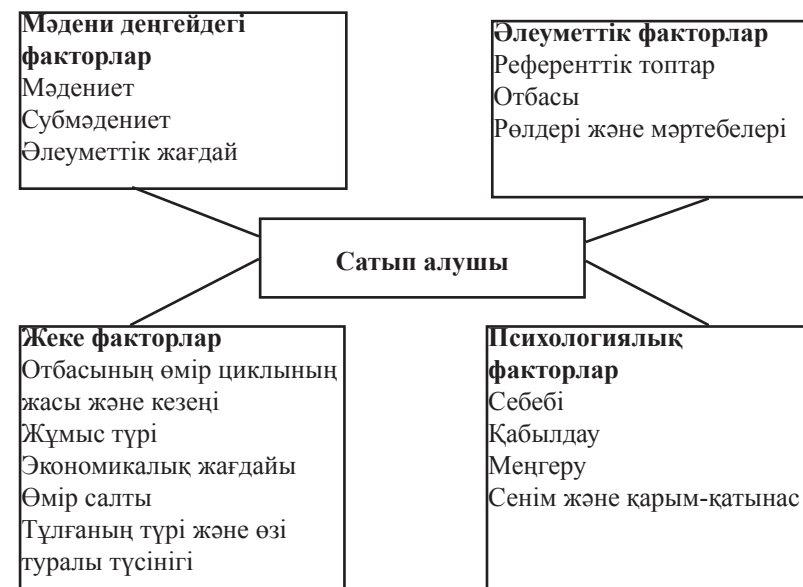 Мәдени деңгейдегі
факторлар
Мәдениет
Субмәдениет
Әлеуметтік жағдай
Әлеуметтік факторлар
Референттік топтар
Отбасы
Рөлдері және мәртебелері
Сатып алушы
Жеке факторлар
Отбасының өмір циклының
жасы және кезеңі
Жұмыс түрі
Экономикалық жағдайы
Өмір салты
Тұлғаның түрі және өзі
туралы түсінігі
Психологиялық
факторлар
Себебі
Қабылдау
Меңгеру
Сенім және қарым-қатынас